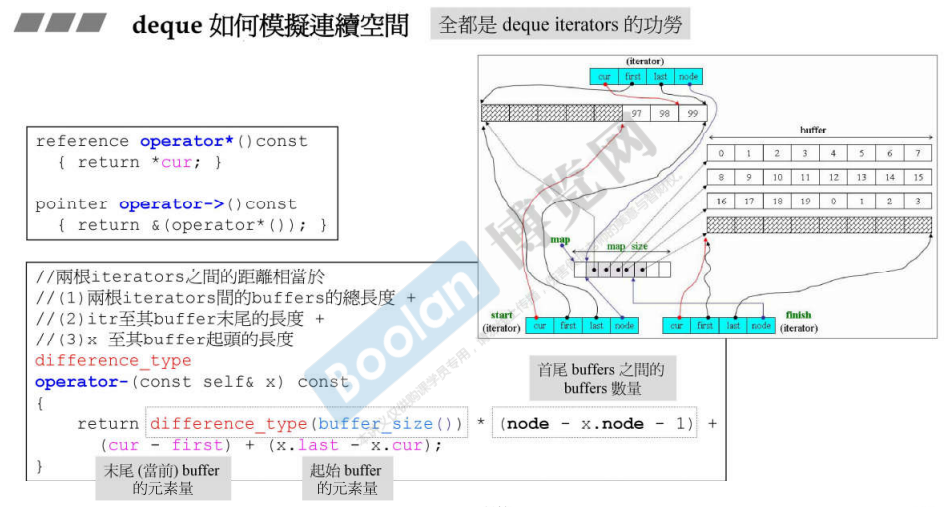 deque 如何模擬連續空間
全都是 deque iterators 的功勞
reference operator*()const
{ return *cur; }
pointer operator->()const
{ return &(operator*()); }
//兩根iterators之間的距離相當於
//(1)兩根iterators間的buffers的總長度 +
//(2)itr至其buffer末尾的長度 +
//(3)x 至其buffer起頭的長度
difference_type
operator-(const self& x) const
{
return difference_type(buffer_size()) * (node - x.node - 1) +
(cur - first) + (x.last - x.cur);
}
首尾 buffers 之間的
buffers 數量
末尾 (當前) buffer
的元素量
起始 buffer
的元素量
(iterator)
cur first last node
97 98 99
buffer
0 1 2 3 4 5 6 7
8 9 10 11 12 13 14 15
16 17 18 19 0 1 2 3
map
map size
start
(iterator)
cur first last node
cur first last node
finish
(iterator)
Boolan
博览网